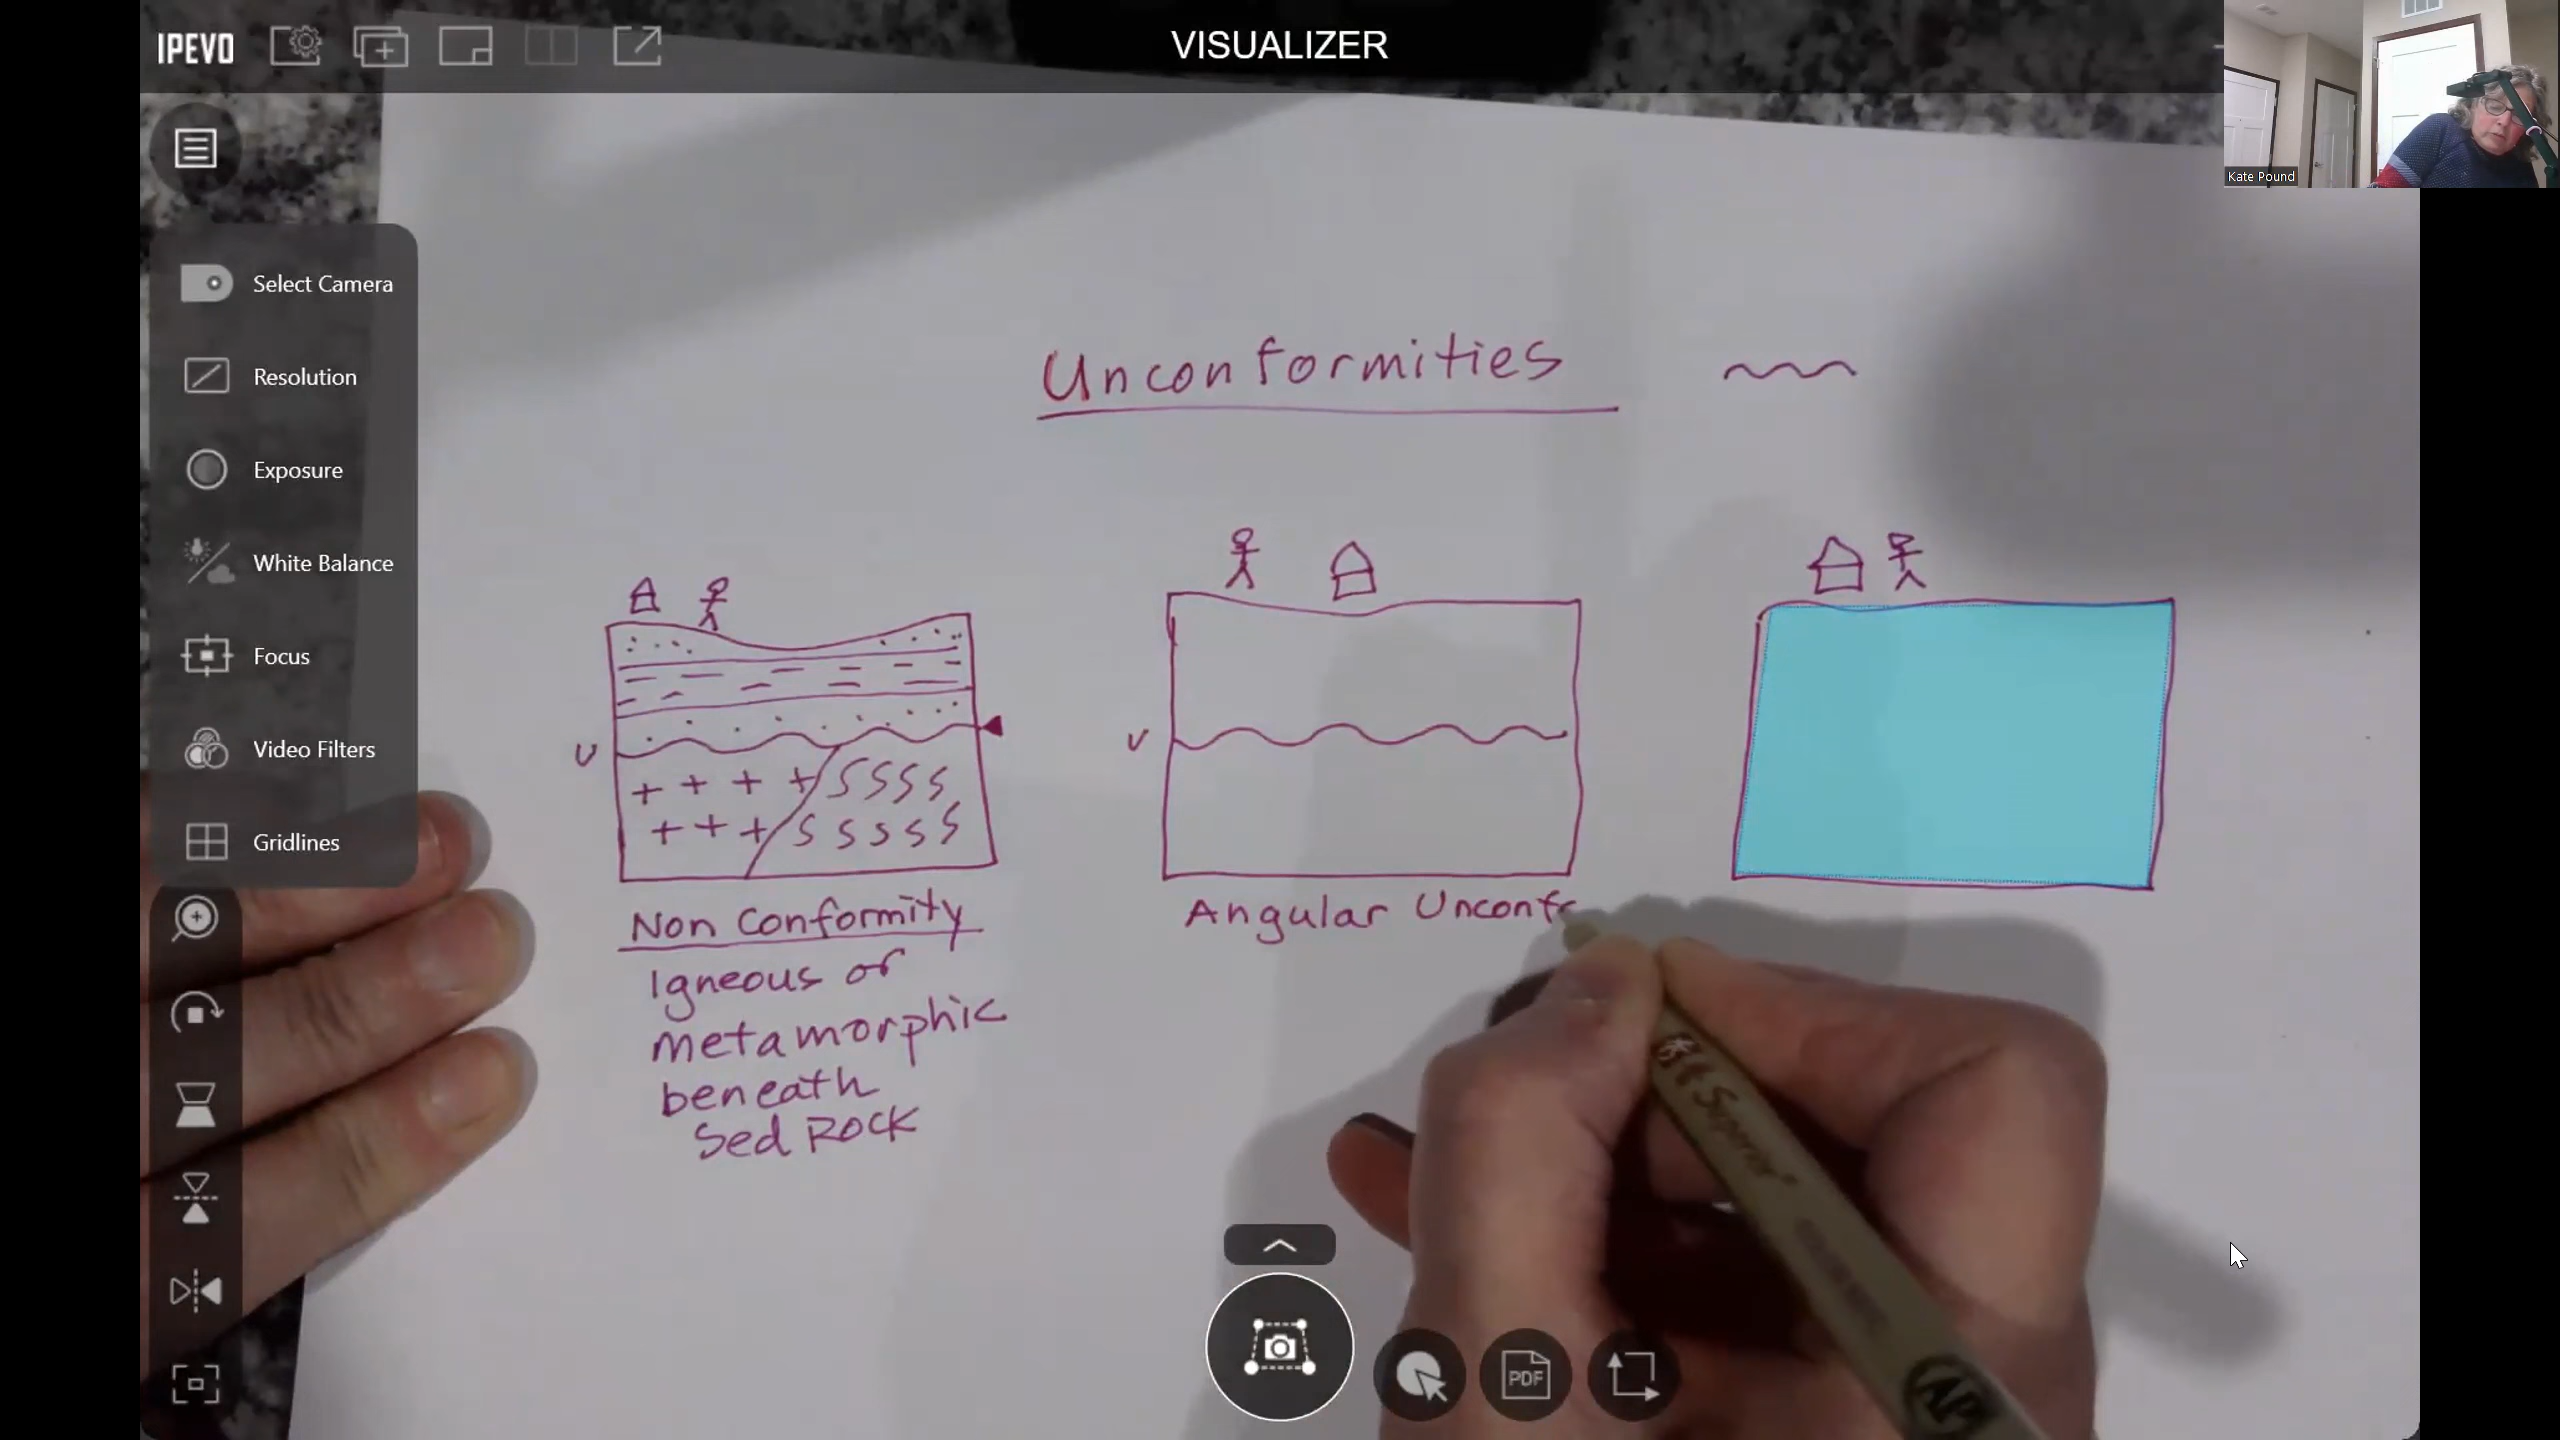 IPEVO
VISUALIZER
Kate Pound
Select Camera
Resolution
Exposure
White Balance
Focus
Video Filters
Gridlines
Unconformities
U
U
+ + + + S S S S
+ + + S S S S S
Non Conformity
Igneous or
metamorphic
beneath
Sed Rock
Angular Unconfo
PDF